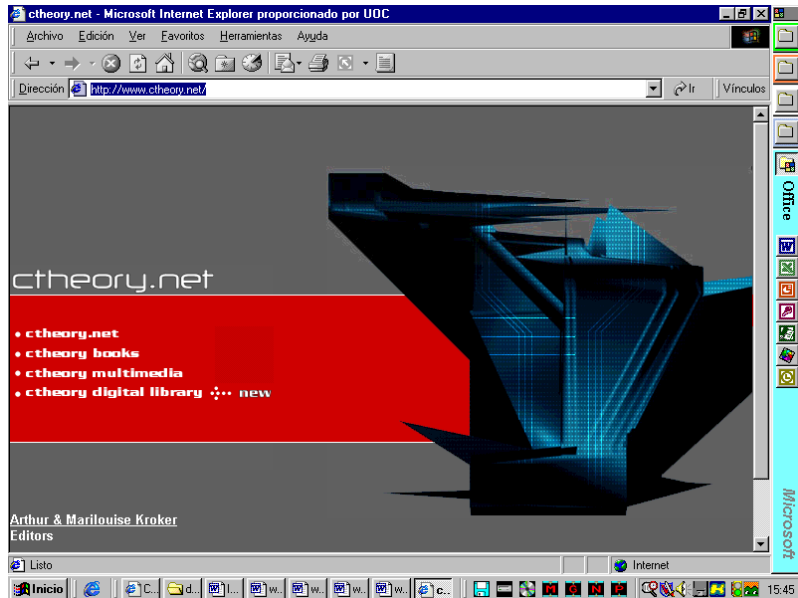 ctheory.net - Microsoft Internet Explorer proporcionado por UOC
Archivo Edición Ver Favoritos Herramientas Ayuda
Dirección http://www.ctheory.net/ Ir Vínculos
Office
ctheory.net
• ctheory.net
• ctheory books
• ctheory multimedia
• ctheory digital library new
Arthur & Marilouise Kroker
Editors
Microsoft
Listo Internet
Inicio C... d... l... w.. w.. w.. w.. c.. M G N P 15:45